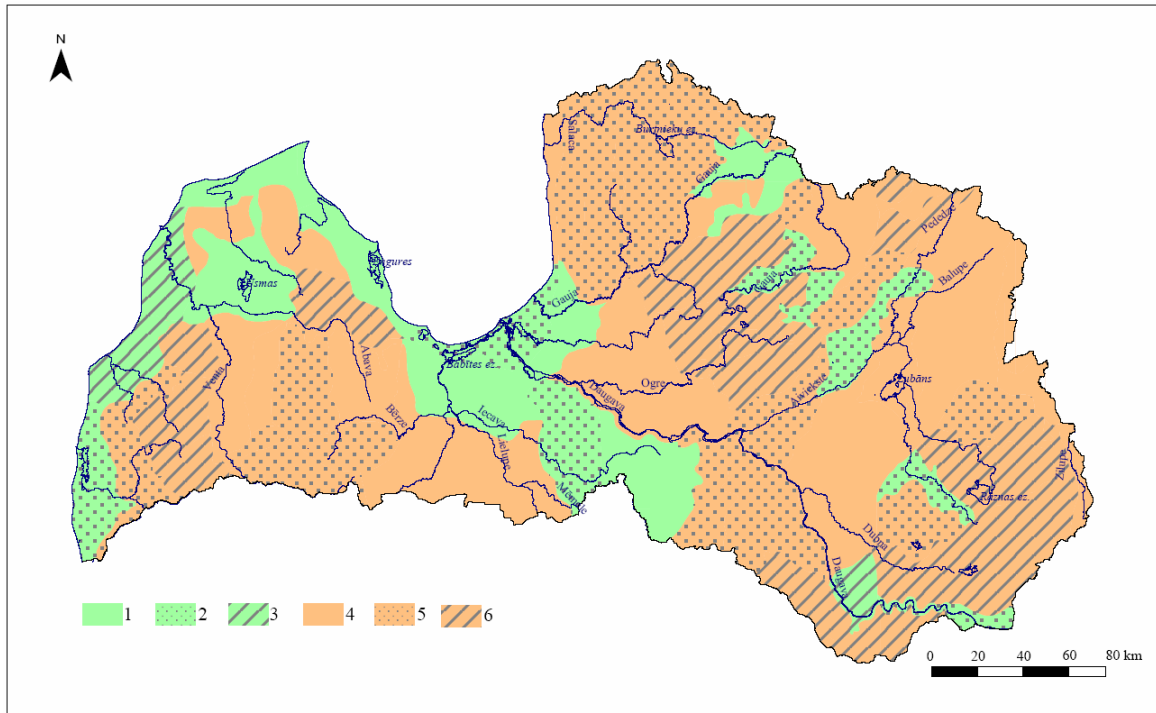 N
Salaca
Burtnieku ez.
Gauja
Pededze
Balupe
Engures
Usmas
Gauja
Gauja
Babītes ez.
Abava
Venta
Ogre
Daugava
Aiviekste
Lubāns
Iecava
Bērze
Lielupe
Mēmele
Rāznas ez.
Zilupe
Dubna
Daugava
1 2 3 4 5 6
0 20 40 60 80 km